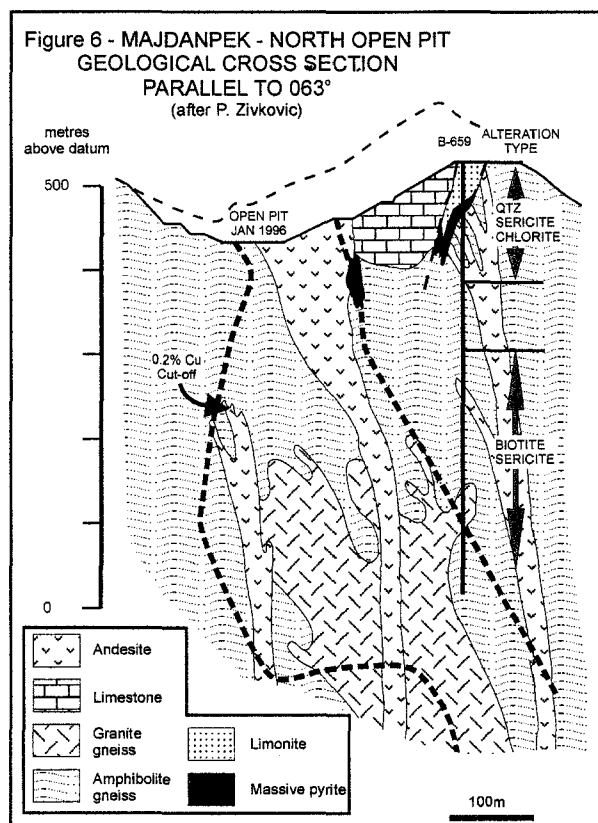 Figure 6 - MAJDANPEK - NORTH OPEN PIT
GEOLOGICAL CROSS SECTION
PARALLEL TO 063°
(after P. Zivkovic)
metres
above datum
B-659
ALTERATION
TYPE
500
OPEN PIT
JAN 1996
QTZ
SERICITE
CHLORITE
0.2% Cu
Cut-off
BIOTITE
SERICITE
0
Andesite
Limestone
Granite
gneiss
Limonite
Amphibolite
gneiss
Massive pyrite
100m